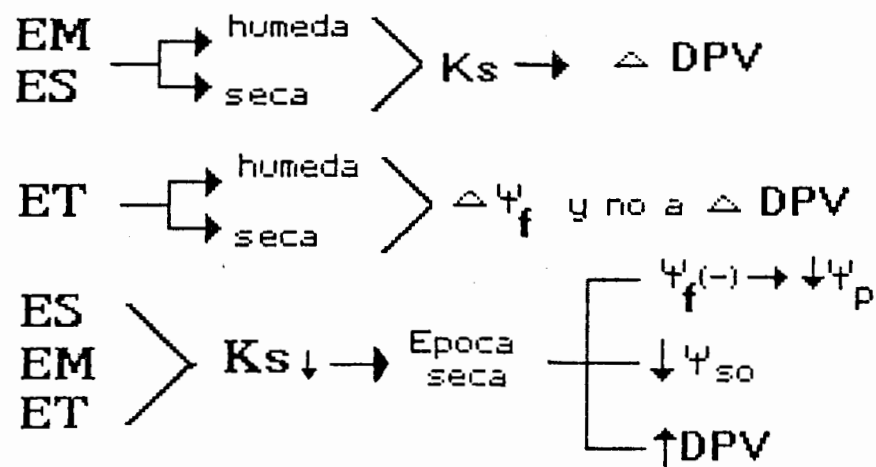 EM humeda
ES seca Ks → △ DPV
ET humeda
seca △ Ψf y no a △ DPV
Ψf(-) → ↓Ψp
ES
EM Ks↓ → Epoca seca ↓Ψso
ET
↑DPV